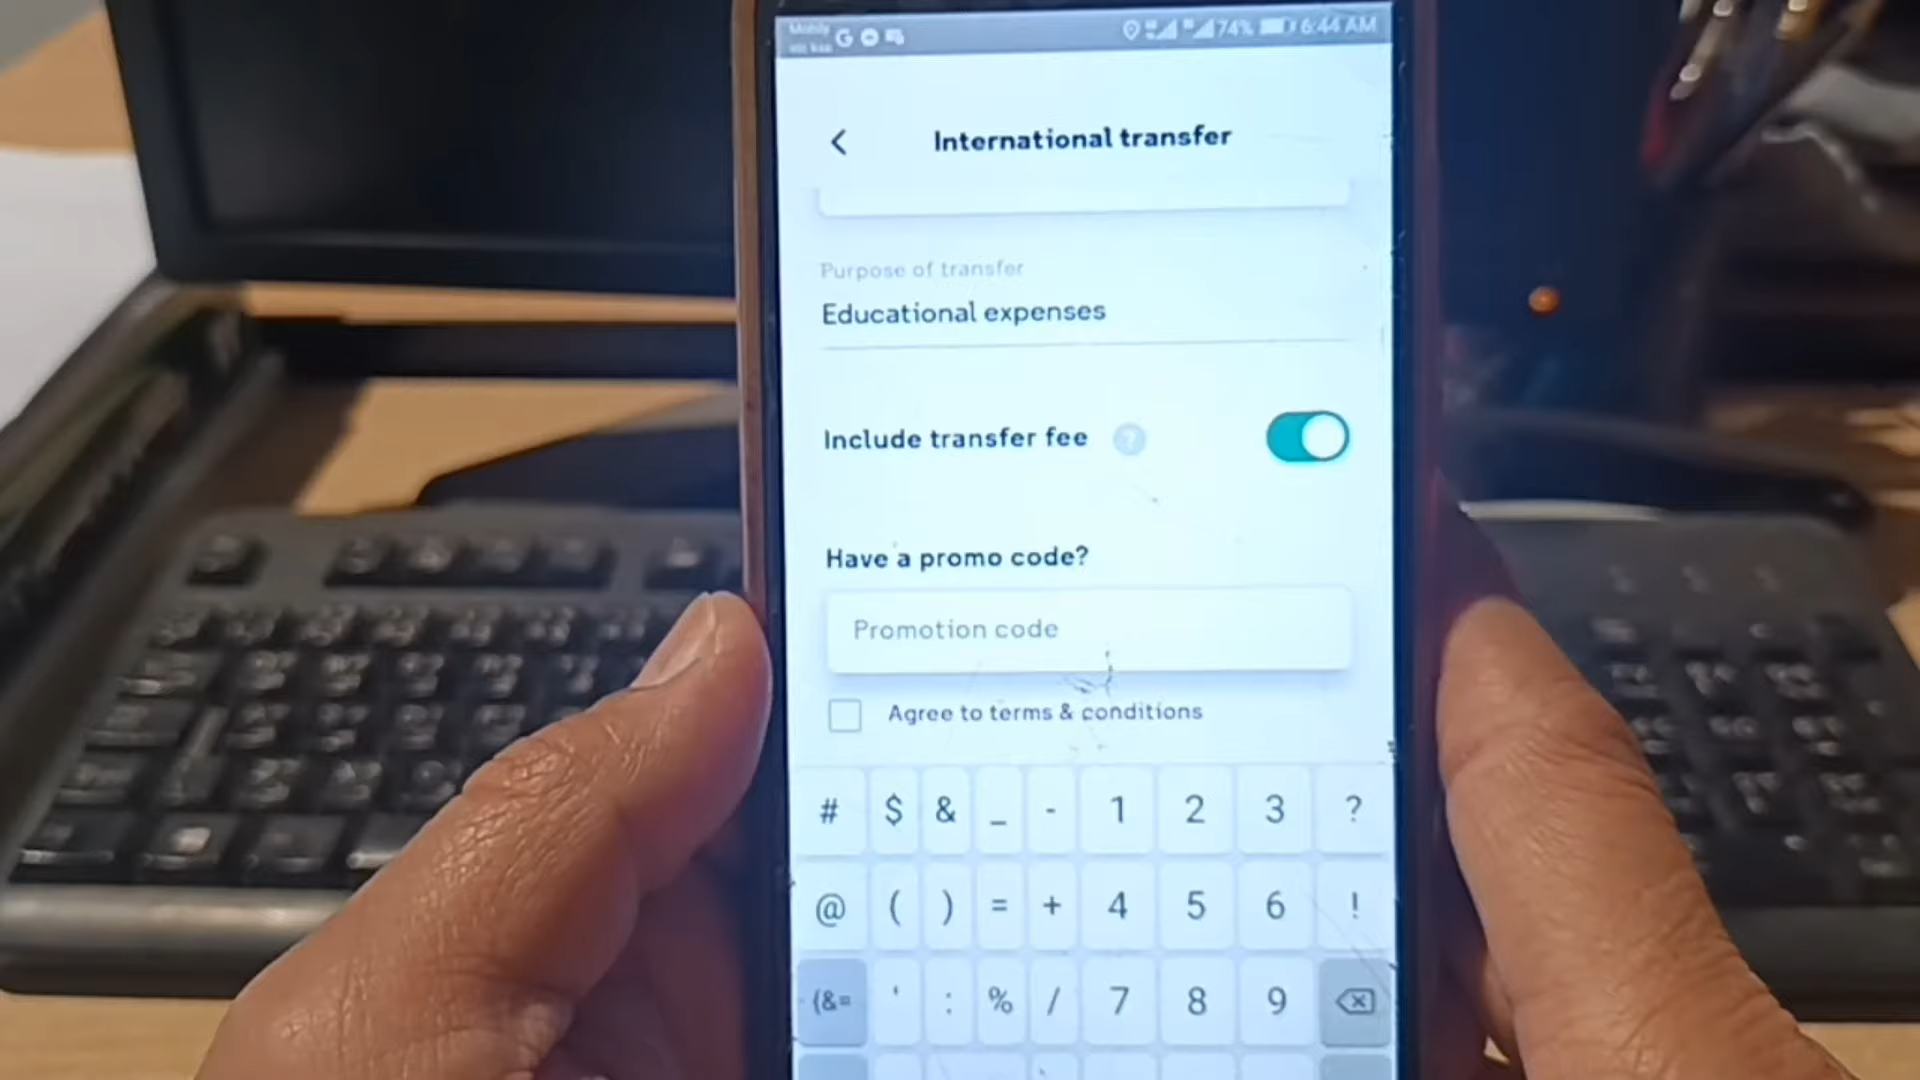 Mobily
74% 6:44 AM
International transfer
Purpose of transfer
Educational expenses
Include transfer fee ?
Have a promo code?
Promotion code
Agree to terms & conditions
# $ & _ - 1 2 3 ?
@ ( ) = + 4 5 6 !
(&= ' : % / 7 8 9